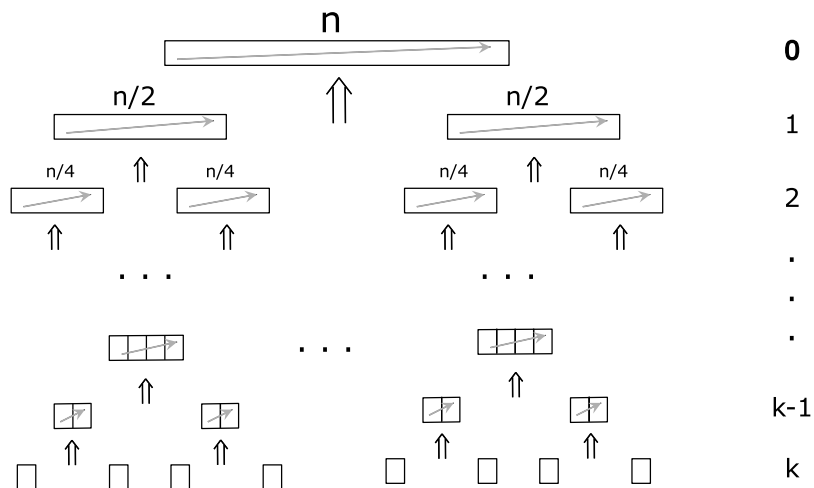 n
0
n/2 n/2
1
n/4 n/4 n/4 n/4
2
. . . . . .
.
.
.
. . .
k-1
k